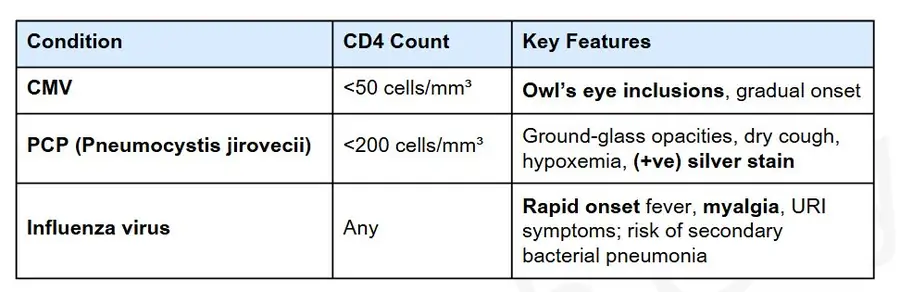 Condition CD4 Count Key Features
CMV <50 cells/mm³ Owl's eye inclusions, gradual onset
PCP (Pneumocystis jirovecii) <200 cells/mm³ Ground-glass opacities, dry cough,
hypoxemia, (+ve) silver stain
Influenza virus Any Rapid onset fever, myalgia, URI
symptoms; risk of secondary
bacterial pneumonia